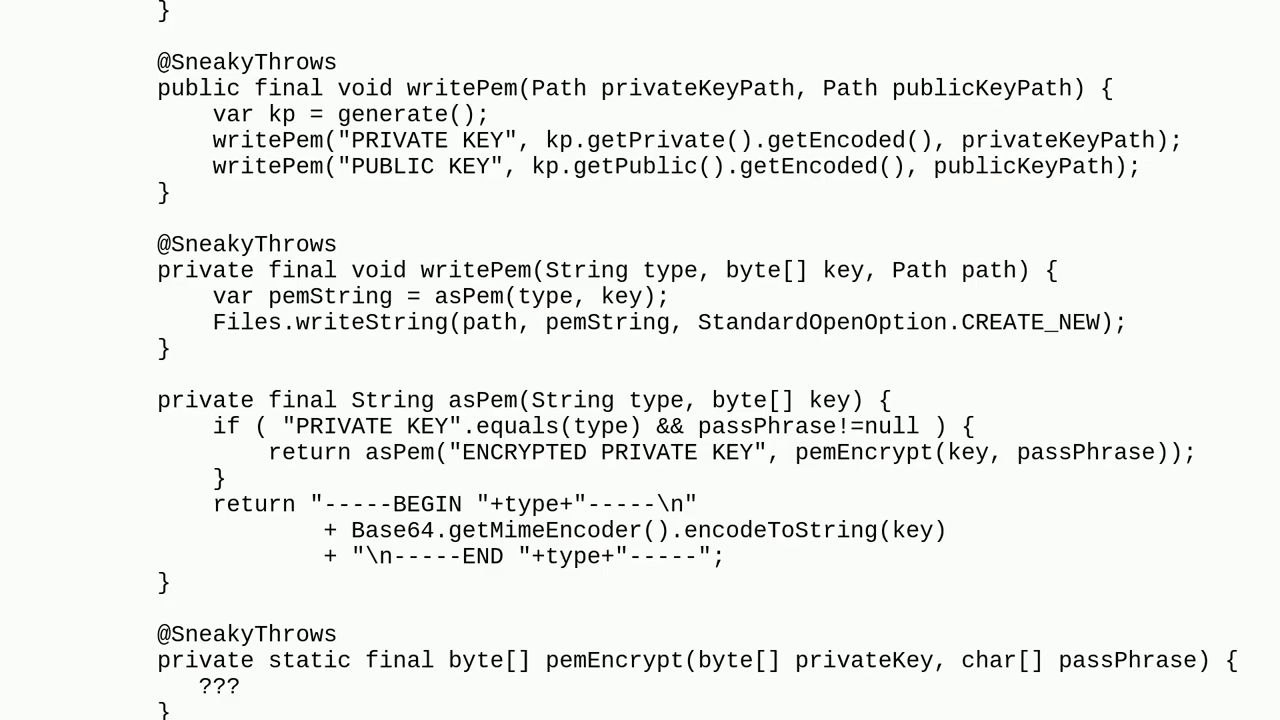 }
@SneakyThrows
public final void writePem(Path privateKeyPath, Path publicKeyPath) {
    var kp = generate();
    writePem("PRIVATE KEY", kp.getPrivate().getEncoded(), privateKeyPath);
    writePem("PUBLIC KEY", kp.getPublic().getEncoded(), publicKeyPath);
}
@SneakyThrows
private final void writePem(String type, byte[] key, Path path) {
    var pemString = asPem(type, key);
    Files.writeString(path, pemString, StandardOpenOption.CREATE_NEW);
}
private final String asPem(String type, byte[] key) {
    if ( "PRIVATE KEY".equals(type) && passPhrase!=null ) {
        return asPem("ENCRYPTED PRIVATE KEY", pemEncrypt(key, passPhrase));
    }
    return "-----BEGIN "+type+"-----\n"
            + Base64.getMimeEncoder().encodeToString(key)
            + "\n-----END "+type+"-----";
}
@SneakyThrows
private static final byte[] pemEncrypt(byte[] privateKey, char[] passPhrase) {
   ???
}